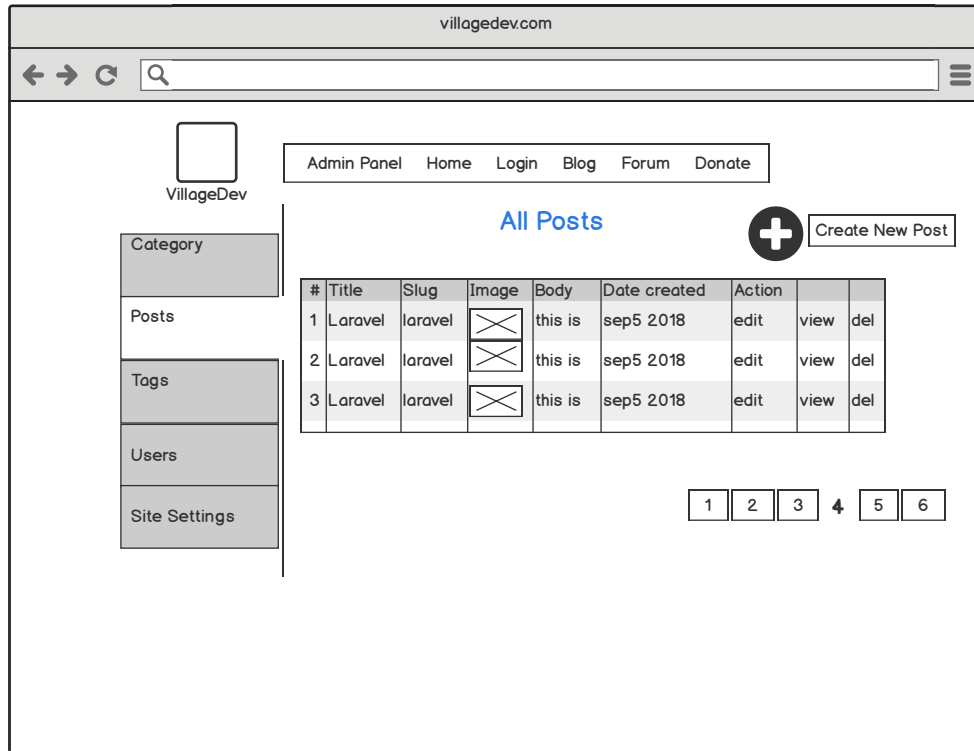 villagedev.com
Admin Panel Home Login Blog Forum Donate
VillageDev
All Posts
Create New Post
Category
Posts
Tags
Users
Site Settings
# Title Slug Image Body Date created Action
1 Laravel laravel this is sep5 2018 edit view del
2 Laravel laravel this is sep5 2018 edit view del
3 Laravel laravel this is sep5 2018 edit view del
1 2 3 4 5 6